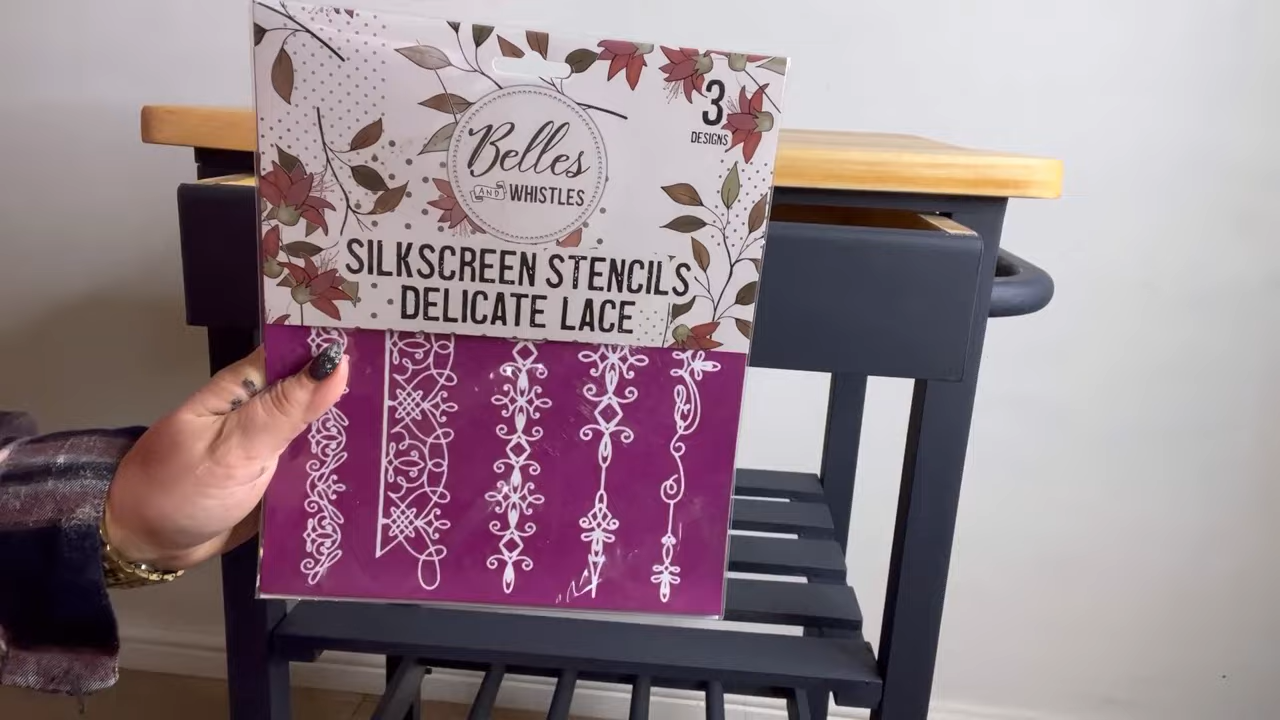 3
DESIGNS
Belles
AND WHISTLES
SILKSCREEN STENCILS
DELICATE LACE